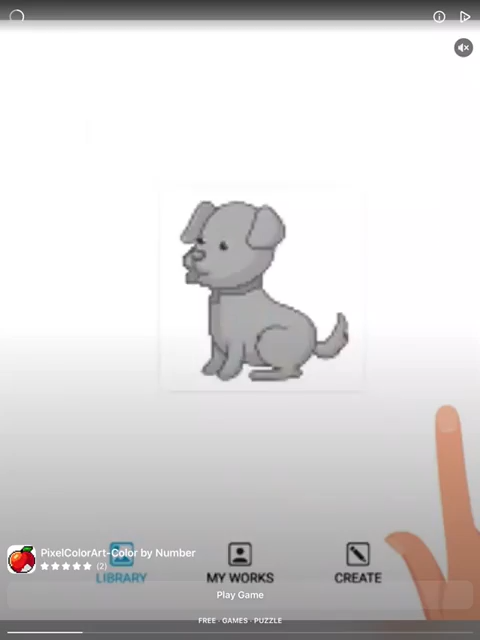 PixelColorArt-Color by Number
(2)
LIBRARY
MY WORKS
CREATE
Play Game
FREE · GAMES · PUZZLE